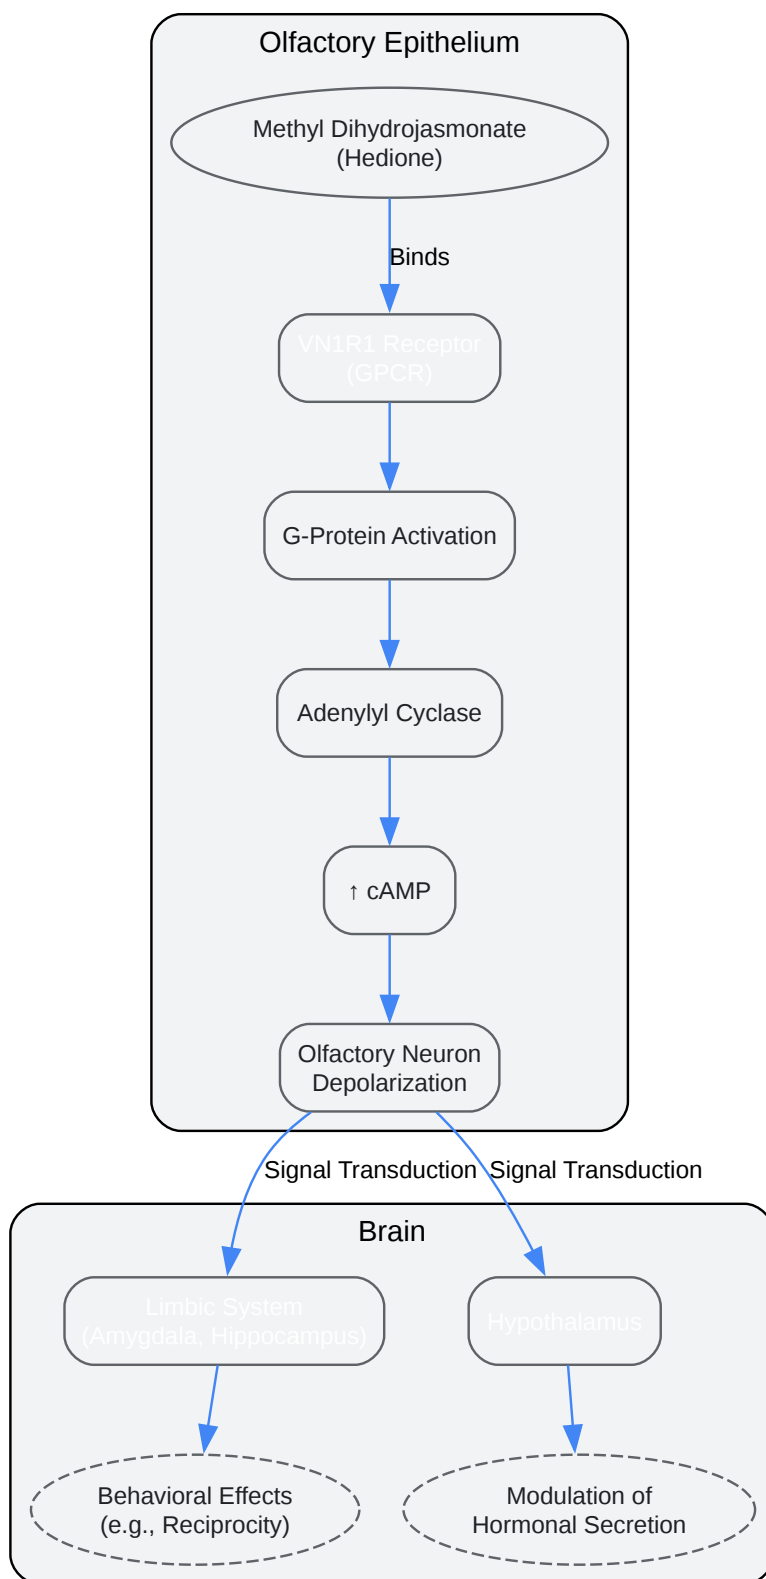 Olfactory Epithelium
Methyl Dihydrojasmonate
(Hedione)
Binds
VN1R1 Receptor
(GPCR)
G-Protein Activation
Adenylyl Cyclase
↑ cAMP
Olfactory Neuron
Depolarization
Signal Transduction
Signal Transduction
Brain
Limbic System
(Amygdala, Hippocampus)
Hypothalamus
Behavioral Effects
(e.g., Reciprocity)
Modulation of
Hormonal Secretion